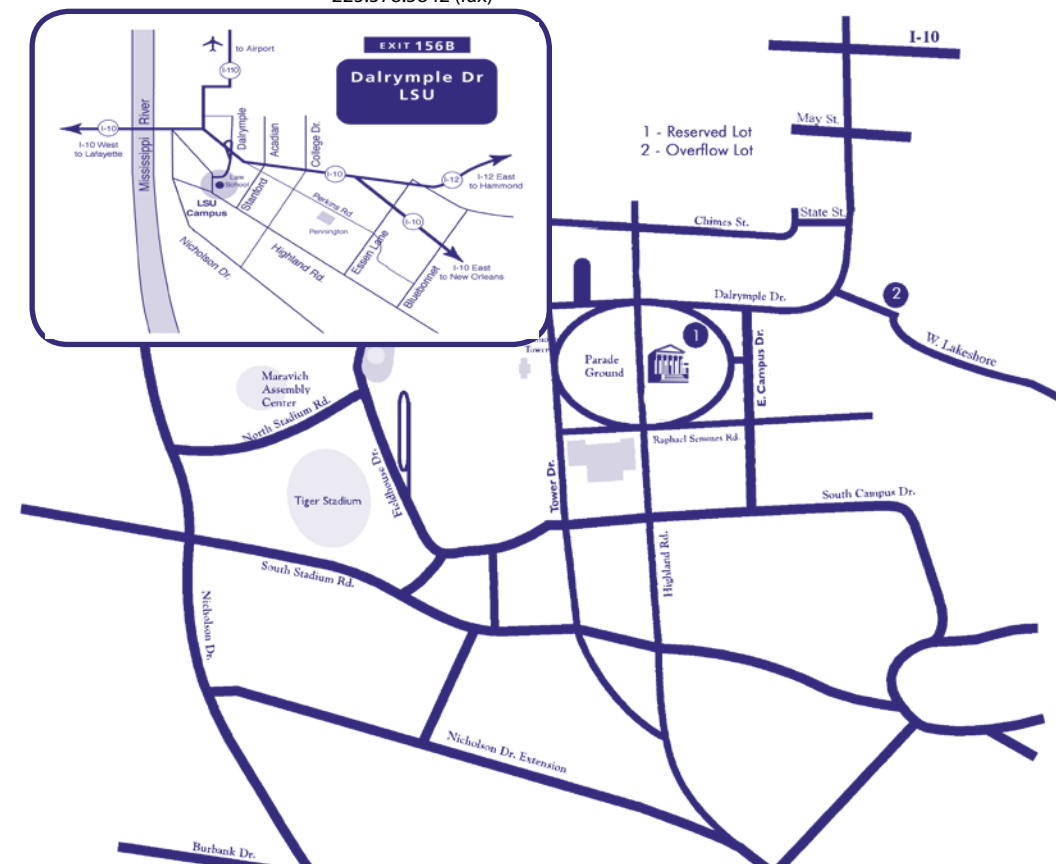 EXIT 156B
Dalrymple Dr
LSU
to Airport
I-110
I-10
I-10 West
to Lafayette
Mississippi River
Dalrymple
Acadian
College Dr.
I-10
I-12
I-12 East
to Hammond
Law
School
LSU
Campus
Stanford
Perkins Rd.
Pennington
I-10
Essen Lane
I-10 East
to New Orleans
Bluebonnet
Nicholson Dr.
Highland Rd.
I-10
May St.
1 - Reserved Lot
2 - Overflow Lot
State St.
Chimes St.
Dalrymple Dr.
2
1
W. Lakeshore
E. Campus Dr.
Tower
Parade
Ground
Maravich
Assembly
Center
North Stadium Rd.
Raphael Semmes Rd.
Fieldhouse Dr.
Tower Dr.
Tiger Stadium
South Campus Dr.
Highland Rd.
South Stadium Rd.
Nicholson Dr.
Nicholson Dr. Extension
Burbank Dr.